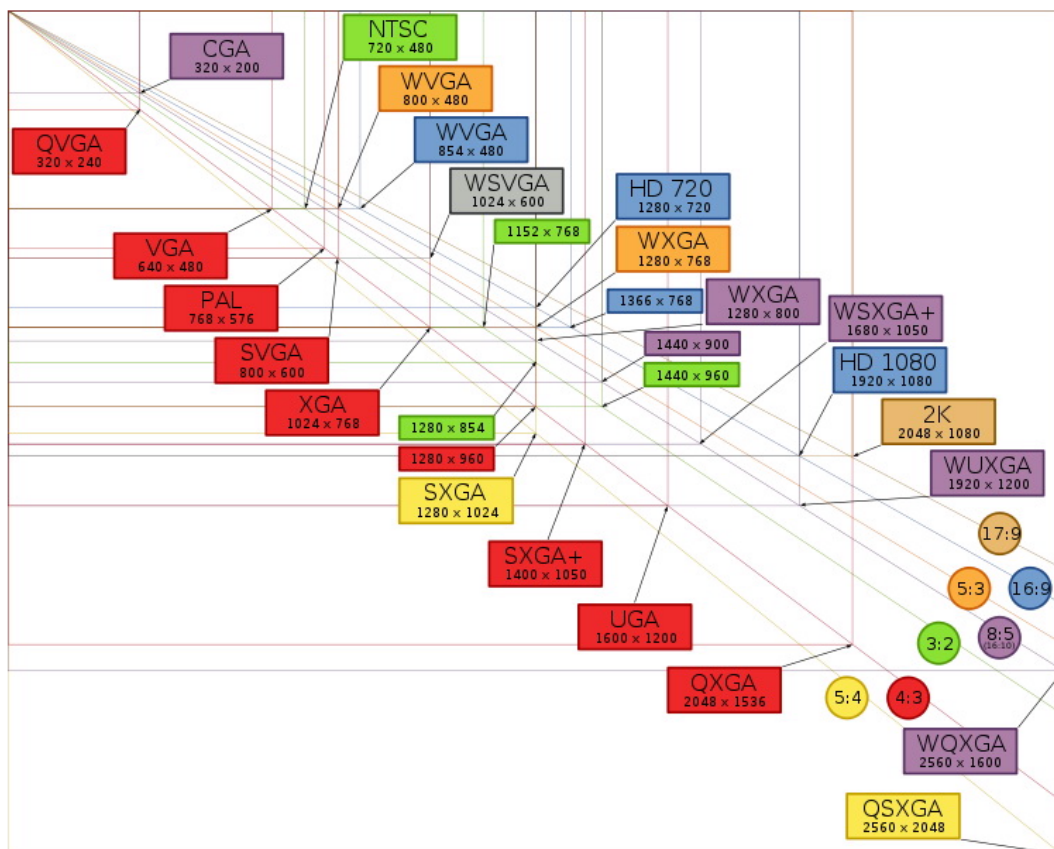 CGA
320 x 200
NTSC
720 x 480
WVGA
800 x 480
QVGA
320 x 240
WVGA
854 x 480
WSVGA
1024 x 600
HD 720
1280 x 720
1152 x 768
VGA
640 x 480
WXGA
1280 x 768
PAL
768 x 576
1366 x 768
WXGA
1280 x 800
WSXGA+
1680 x 1050
SVGA
800 x 600
1440 x 900
1440 x 960
HD 1080
1920 x 1080
XGA
1024 x 768
1280 x 854
2K
2048 x 1080
1280 x 960
WUXGA
1920 x 1200
SXGA
1280 x 1024
17:9
SXGA+
1400 x 1050
5:3
16:9
UGA
1600 x 1200
3:2
8:5
(16:10)
QXGA
2048 x 1536
5:4
4:3
WQXGA
2560 x 1600
QSXGA
2560 x 2048